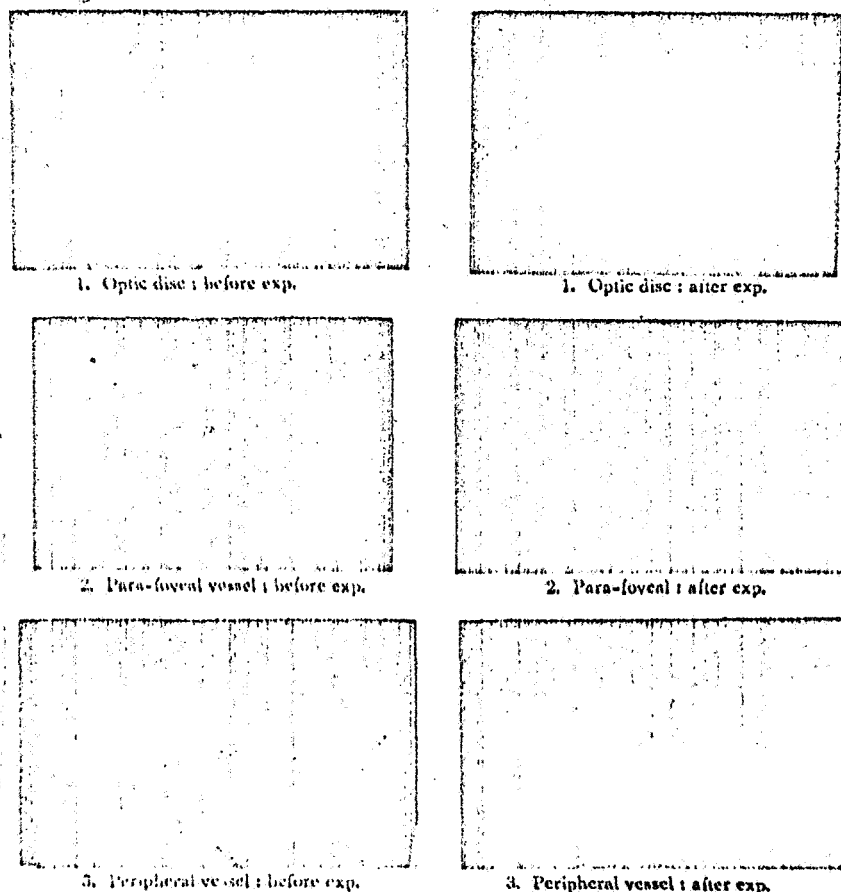 1. Optic disc : before exp.
1. Optic disc : after exp.
2. Para-foveal vessel : before exp.
2. Para-foveal : after exp.
3. Peripheral vessel : before exp.
3. Peripheral vessel : after exp.